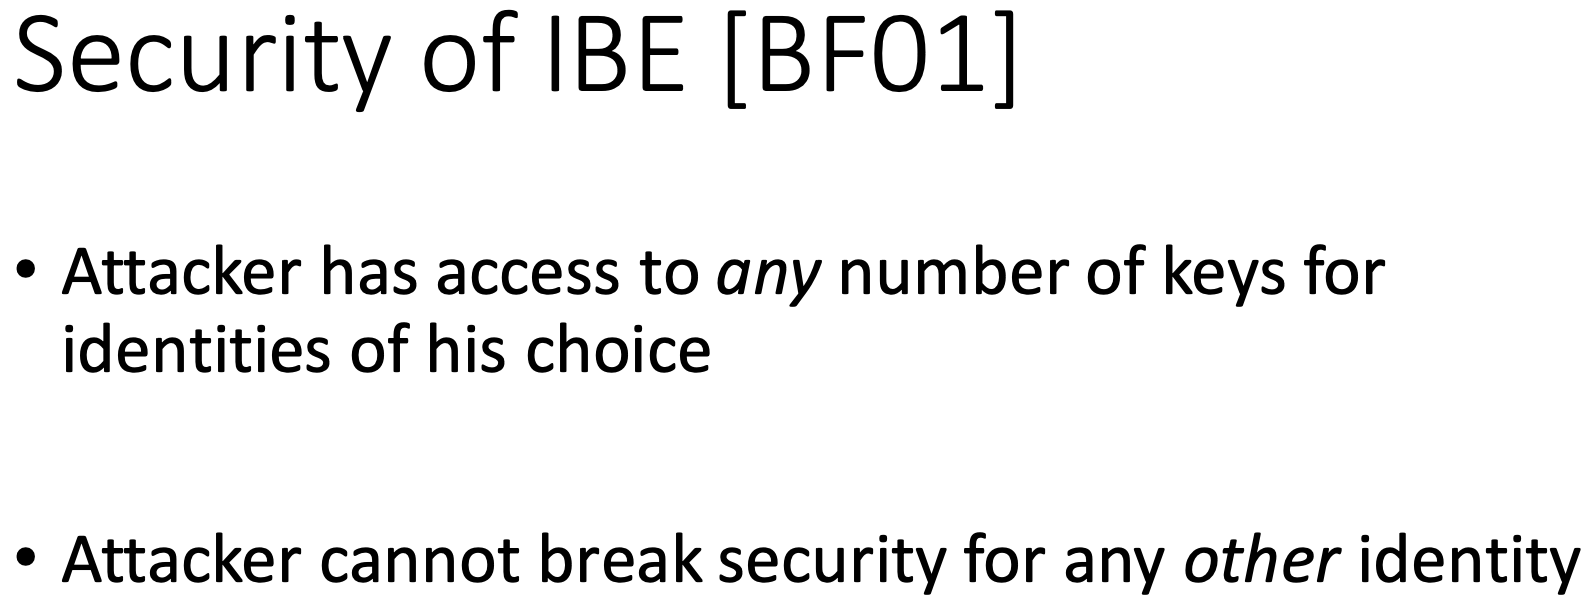 Security of IBE [BF01]
• Attacker has access to any number of keys for
identities of his choice
• Attacker cannot break security for any other identity